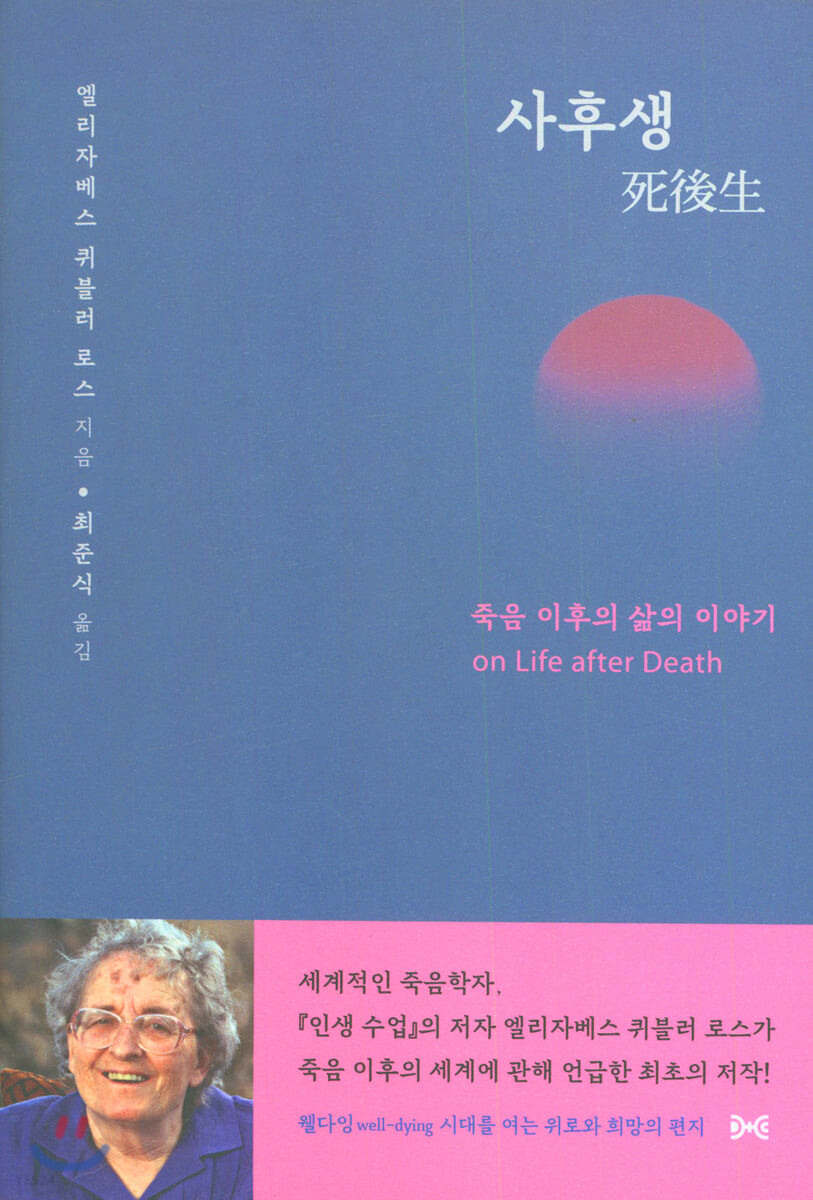 사후생
死後生
엘리자베스 퀴블러 로스 지음 • 최준식 옮김
죽음 이후의 삶의 이야기
on Life after Death
세계적인 죽음학자,
『인생 수업』의 저자 엘리자베스 퀴블러 로스가
죽음 이후의 세계에 관해 언급한 최초의 저작!
웰다잉well-dying 시대를 여는 위로와 희망의 편지
D+C
YES24